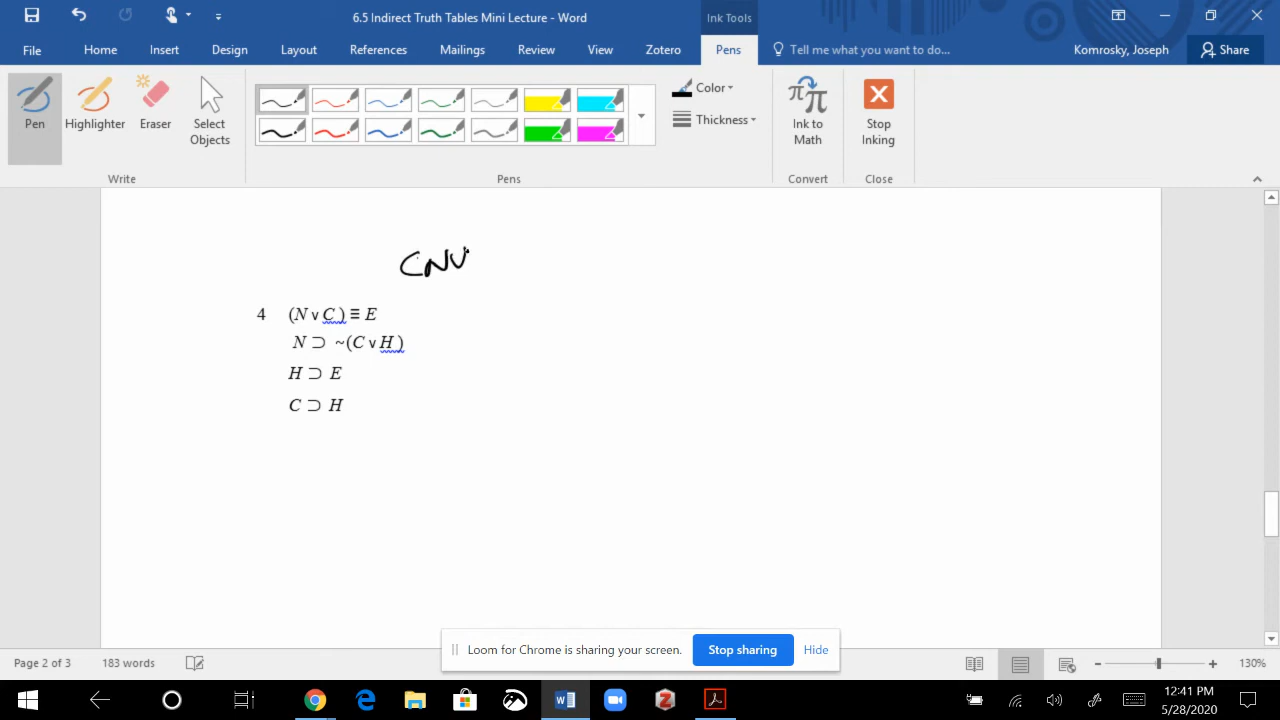 6.5 Indirect Truth Tables Mini Lecture - Word
Ink Tools
File Home Insert Design Layout References Mailings Review View Zotero Pens Tell me what you want to do... Komrosky, Joseph Share
Pen Highlighter Eraser Select Objects
Color
Thickness
Ink to Math
Stop Inking
Write Pens Convert Close
4 (N v C ) ≡ E
N ⊃ ~(C v H )
H ⊃ E
C ⊃ H
Loom for Chrome is sharing your screen. Stop sharing Hide
Page 2 of 3 183 words 130%
12:41 PM
5/28/2020